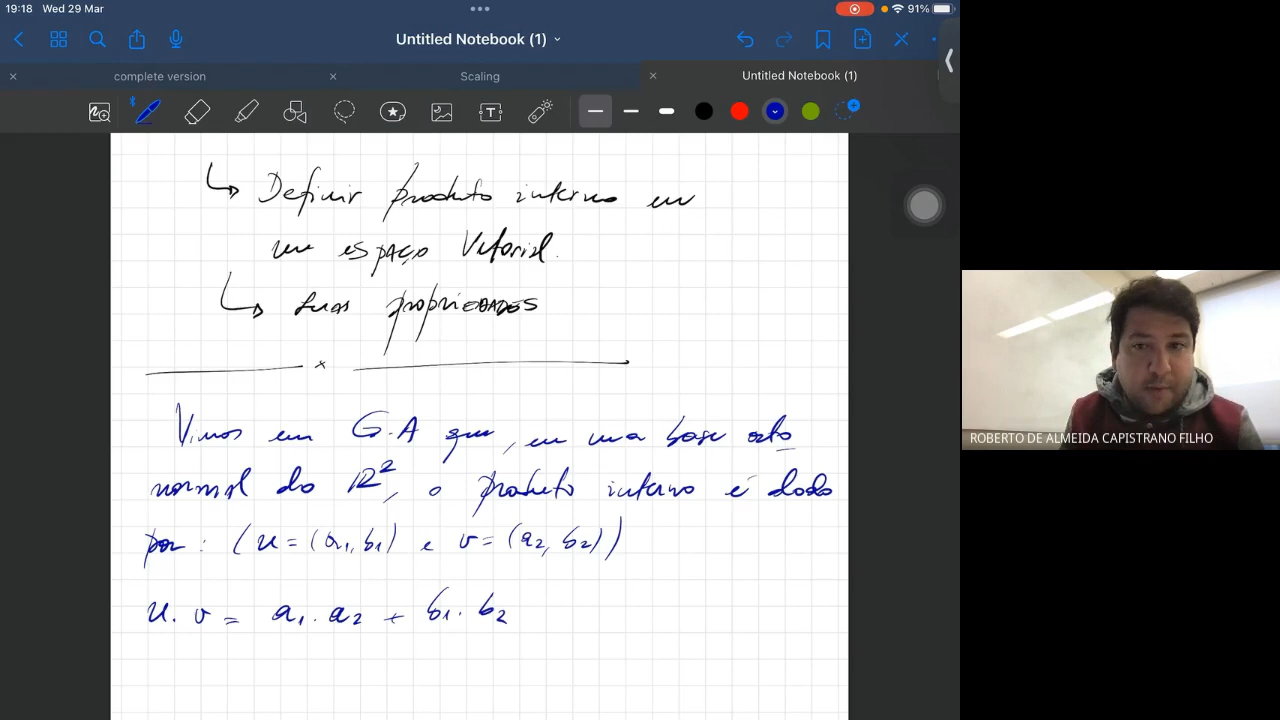 19:18 Wed 29 Mar
91%
Untitled Notebook (1)
complete version
Scaling
Untitled Notebook (1)
Definir produto interno em
um espaço Vetorial.
suas propriedades
x
Vimos em G.A que, em uma base orto
normal do R², o produto interno é dado
por: (u = (a₁, b₁) e v = (a₂, b₂))
u.v = a₁.a₂ + b₁.b₂
ROBERTO DE ALMEIDA CAPISTRANO FILHO